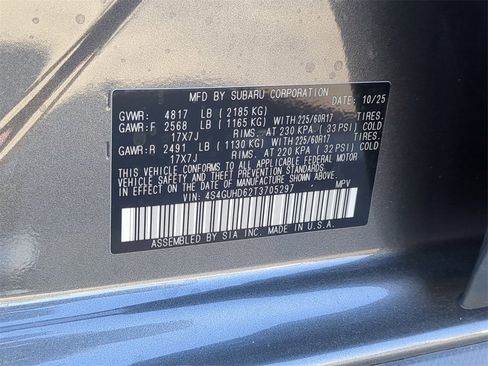 MFD BY SUBARU CORPORATION DATE: 10/25
GVWR: 4817 LB ( 2185 KG)
GAWR:F 2568 LB ( 1165 KG) WITH 225/60R17 TIRES.
17X7J RIMS. AT 230 KPA ( 33 PSI) COLD
GAWR:R 2491 LB ( 1130 KG) WITH 225/60R17 TIRES.
17X7J RIMS. AT 220 KPA ( 32 PSI) COLD
THIS VEHICLE CONFORMS TO ALL APPLICABLE FEDERAL MOTOR
VEHICLE SAFETY, BUMPER, AND THEFT PREVENTION STANDARDS
IN EFFECT ON THE DATE OF MANUFACTURE SHOWN ABOVE.
VIN: 4S4GUHD62T3705297 MPV
ASSEMBLED BY SIA INC. MADE IN U.S.A.